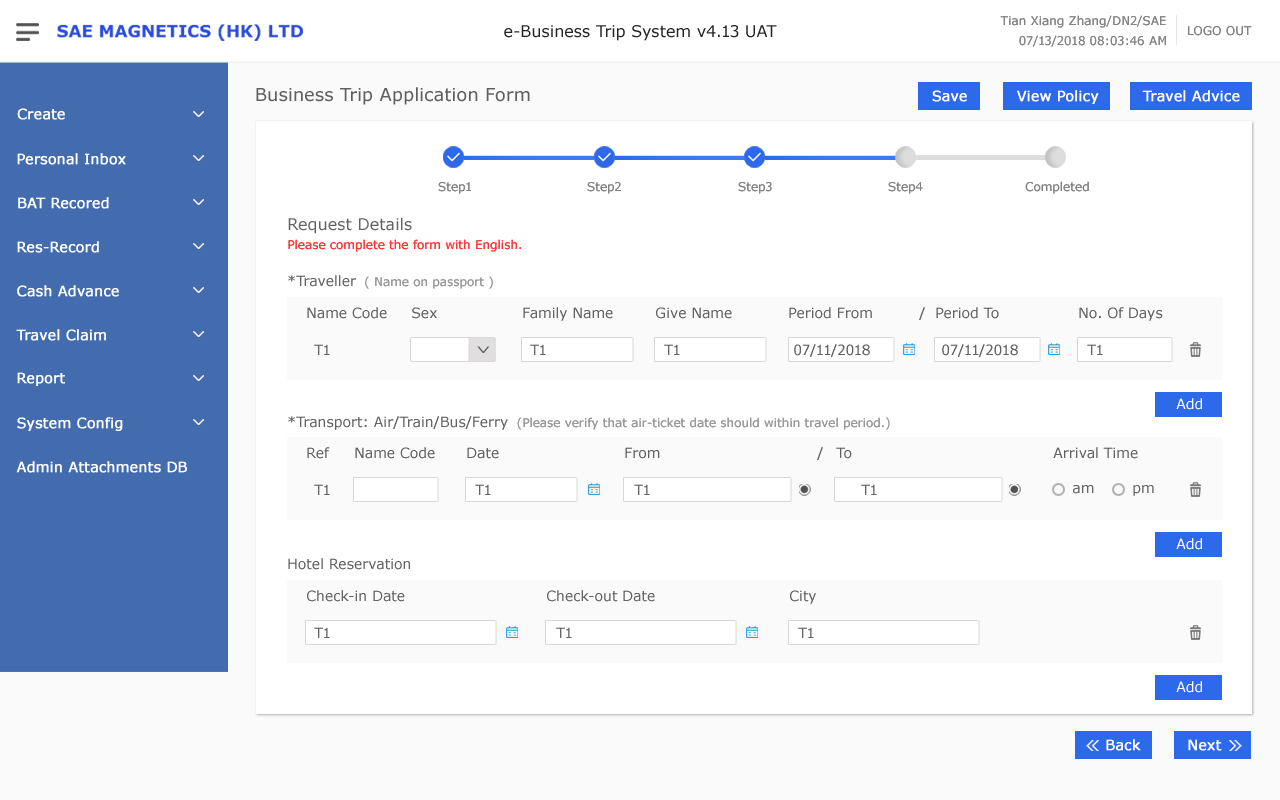 SAE MAGNETICS (HK) LTD
e-Business Trip System v4.13 UAT
Tian Xiang Zhang/DN2/SAE
07/13/2018 08:03:46 AM
LOGO OUT
Create
Personal Inbox
BAT Recored
Res-Record
Cash Advance
Travel Claim
Report
System Config
Admin Attachments DB
Business Trip Application Form
Save
View Policy
Travel Advice
Step1 Step2 Step3 Step4 Completed
Request Details
Please complete the form with English.
*Traveller ( Name on passport )
Name Code Sex Family Name Give Name Period From / Period To No. Of Days
T1 T1 T1 07/11/2018 07/11/2018 T1
Add
*Transport: Air/Train/Bus/Ferry (Please verify that air-ticket date should within travel period.)
Ref Name Code Date From / To Arrival Time
T1 T1 T1 T1 am pm
Add
Hotel Reservation
Check-in Date Check-out Date City
T1 T1 T1
Add
Back
Next